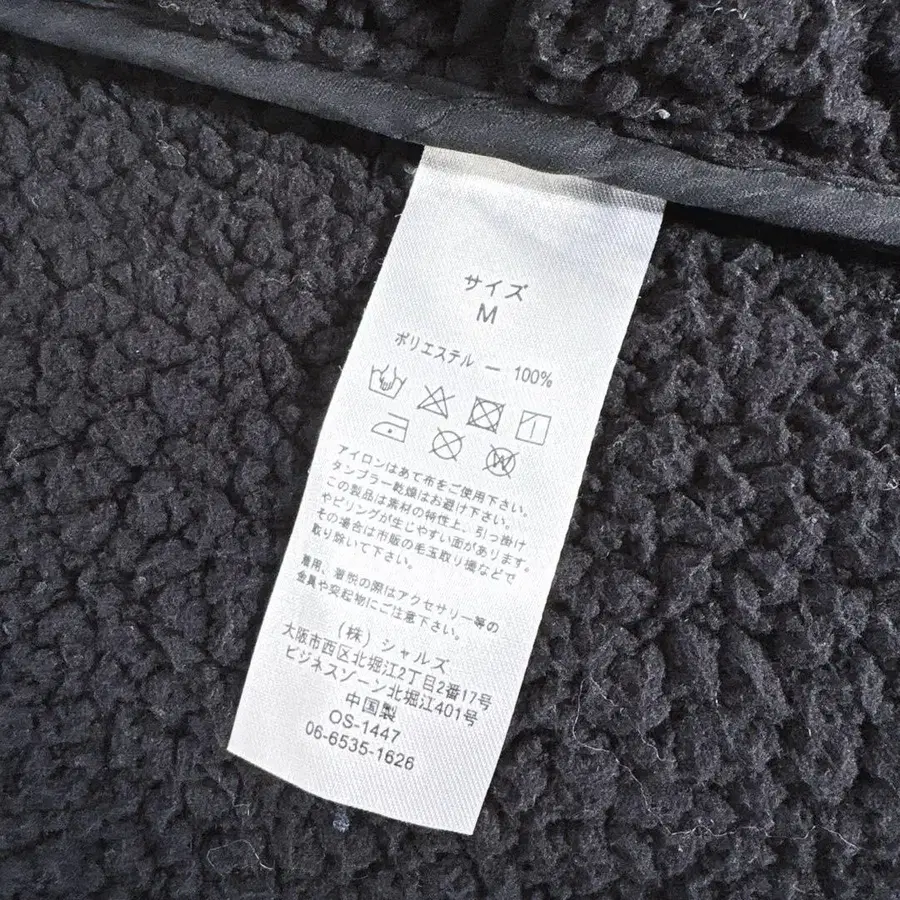 サイズ
M
ポリエステル ー 100%
アイロンはあて布をご使用下さい。
タンブラー乾燥はお避け下さい。
この製品は素材の特性上、引っ掛け
やピリングが生じやすい面があります。
その場合は市販の毛玉取り機などで
取り除いて下さい。
着用、着脱の際はアクセサリー等の
金具や突起物にご注意下さい。
(株) シャルズ
大阪市西区北堀江2丁目2番17号
ビジネスゾーン北堀江401号
中国製
OS-1447
06-6535-1626